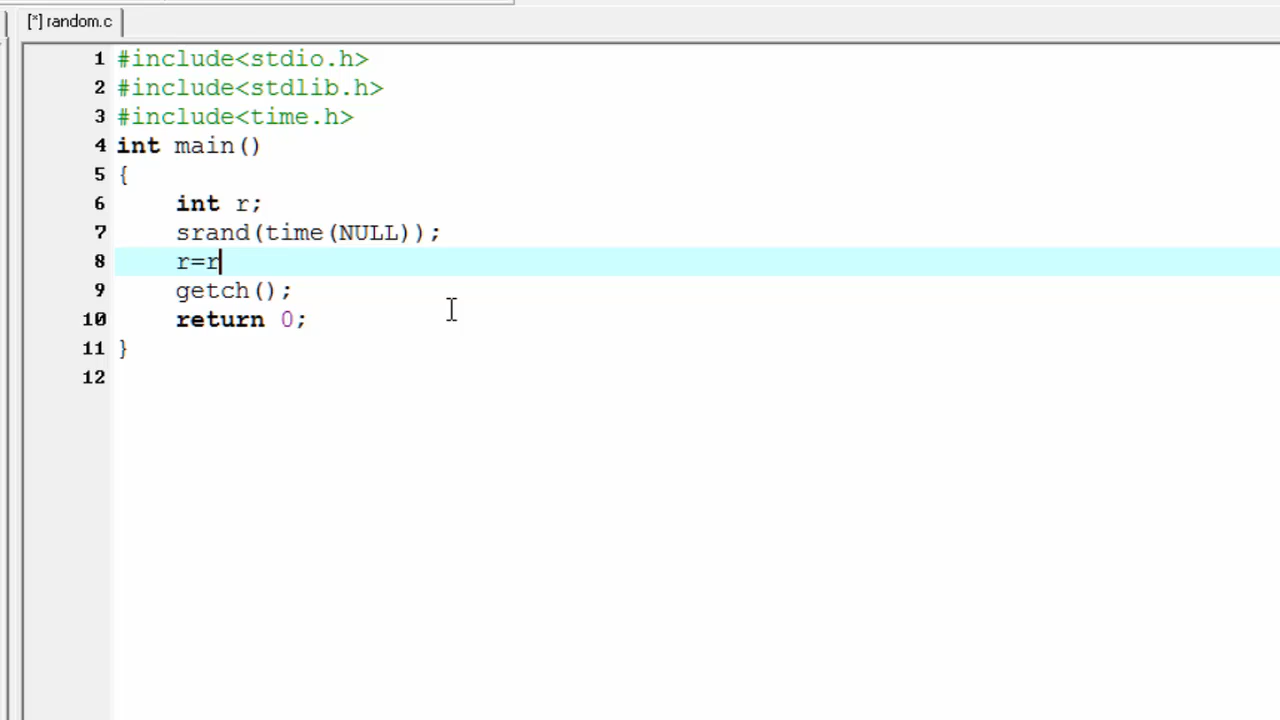 [*] random.c
1 #include<stdio.h>
2 #include<stdlib.h>
3 #include<time.h>
4 int main()
5 {
6 int r;
7 srand(time(NULL));
8 r=r
9 getch();
10 return 0;
11 }
12